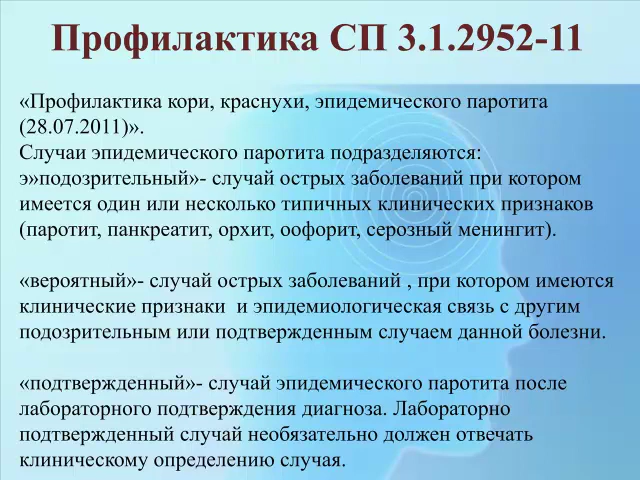 Профилактика СП 3.1.2952-11
«Профилактика кори, краснухи, эпидемического паротита
(28.07.2011)».
Случаи эпидемического паротита подразделяются:
э»подозрительный»- случай острых заболеваний при котором
имеется один или несколько типичных клинических признаков
(паротит, панкреатит, орхит, оофорит, серозный менингит).
«вероятный»- случай острых заболеваний , при котором имеются
клинические признаки  и эпидемиологическая связь с другим
подозрительным или подтвержденным случаем данной болезни.
«подтвержденный»- случай эпидемического паротита после
лабораторного подтверждения диагноза. Лабораторно
подтвержденный случай необязательно должен отвечать
клиническому определению случая.